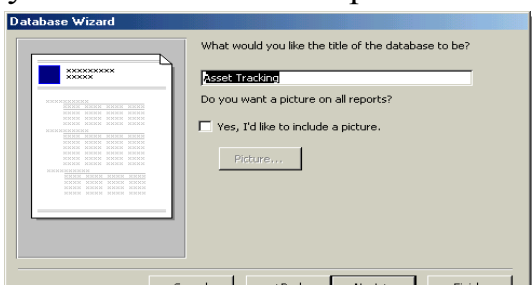 Database Wizard
What would you like the title of the database to be?
Asset Tracking
Do you want a picture on all reports?
Yes, I'd like to include a picture.
Picture...